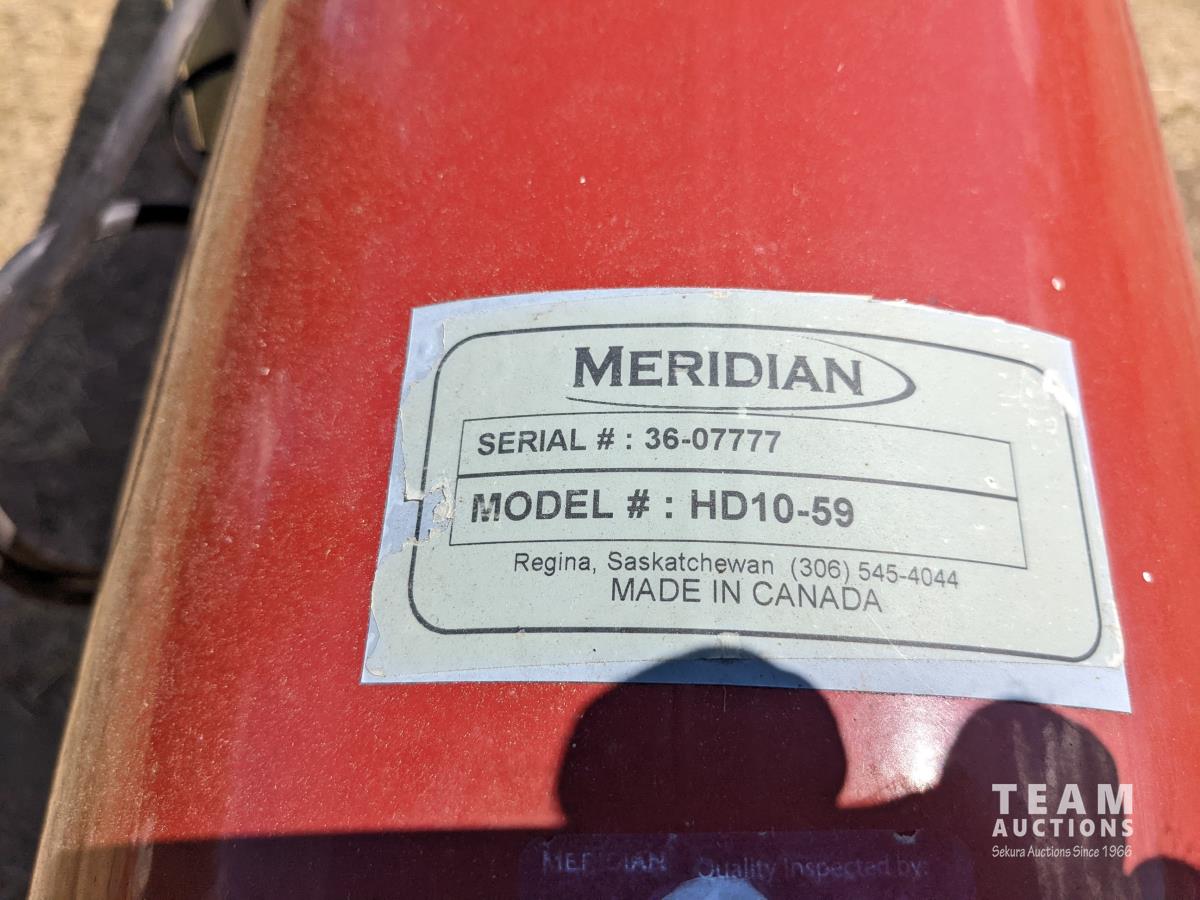 MERIDIAN
SERIAL # : 36-07777
MODEL # : HD10-59
Regina, Saskatchewan (306) 545-4044
MADE IN CANADA
MERIDIAN Quality Inspected by:
TEAM
AUCTIONS
Sekura Auctions Since 1966